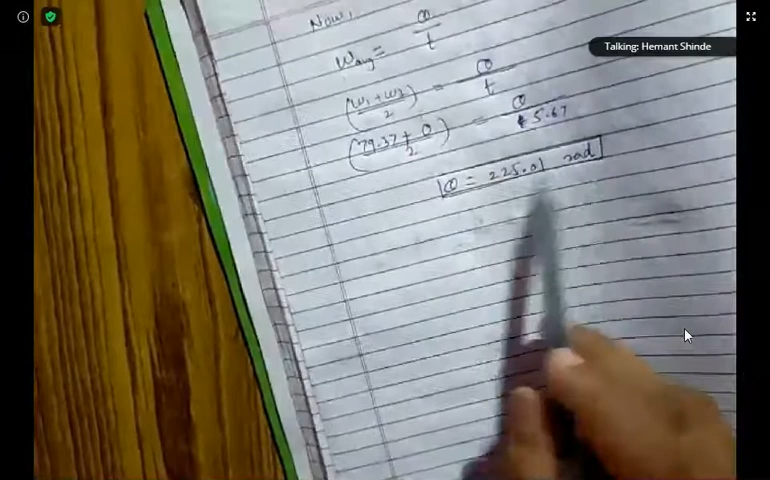 Now,
ωavg = θ/t
Talking: Hemant Shinde
((ω1 + ω2)/2) = θ/t
((79.37 + 0)/2) = θ/5.67
θ = 225.01 rad